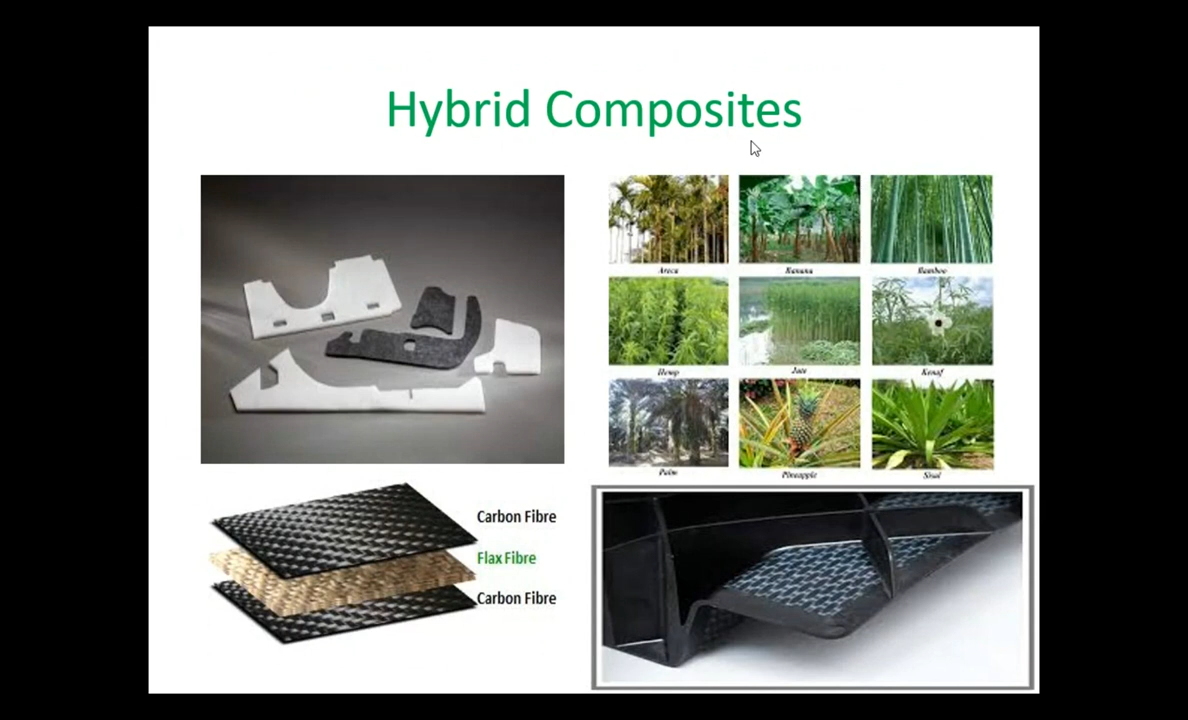 Hybrid Composites
Areca
Banana
Bamboo
Hemp
Jute
Kenaf
Palm
Pineapple
Sisal
Carbon Fibre
Flax Fibre
Carbon Fibre